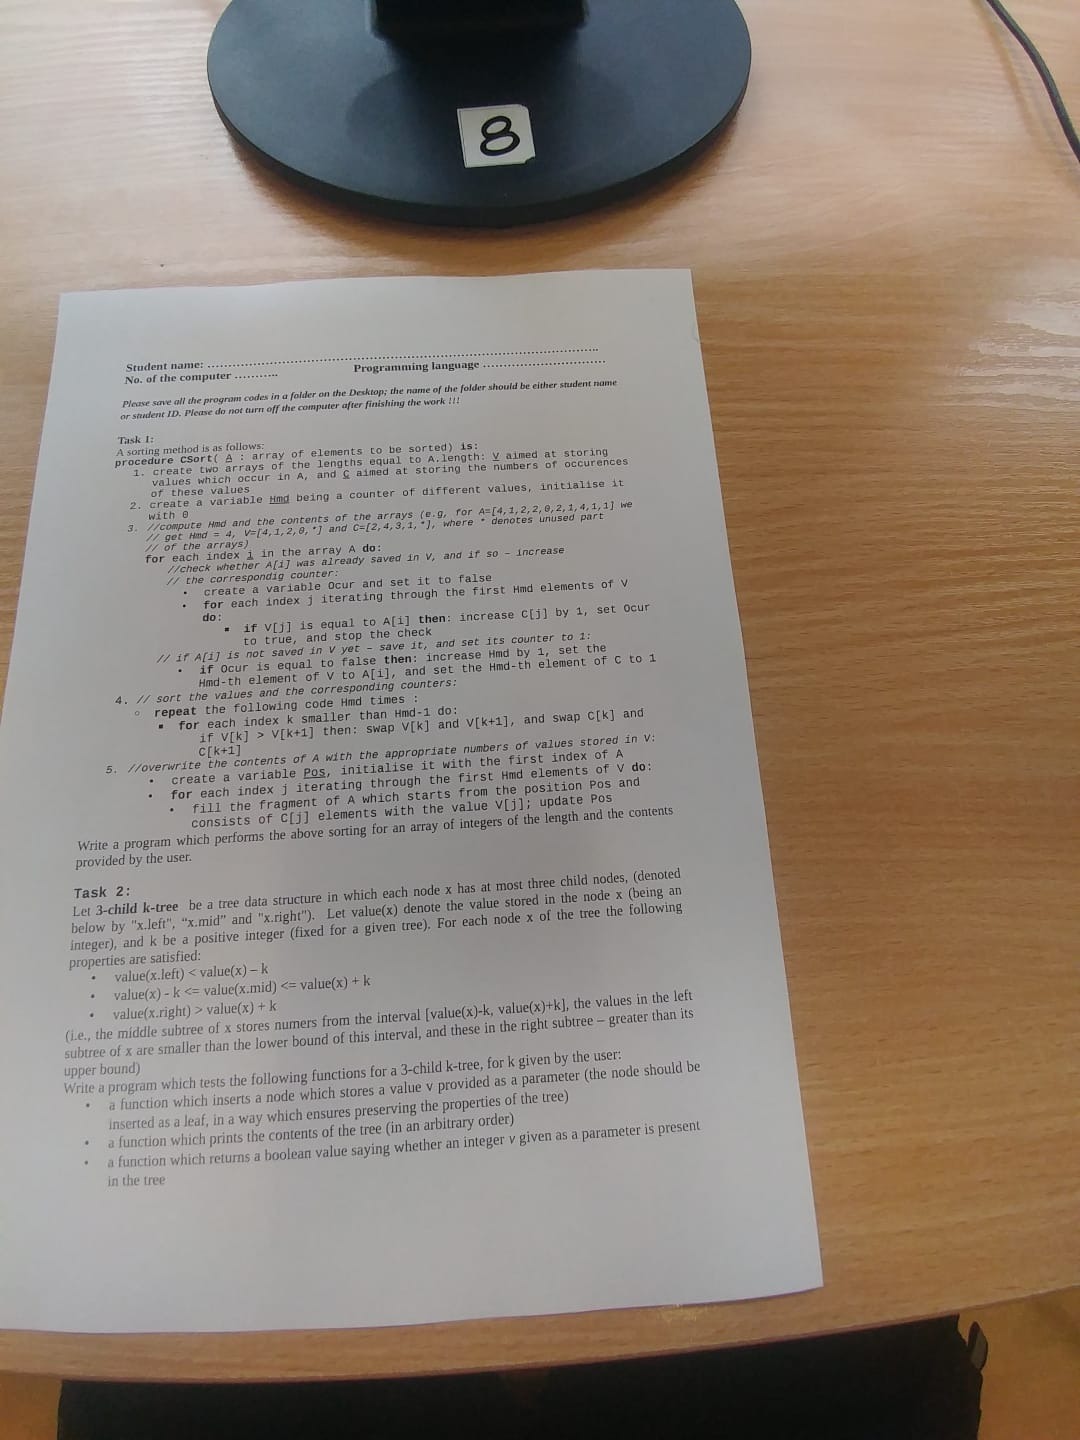 8
Student name: ................................................................................................
No. of the computer ...........
Programming language .............................
Please save all the program codes in a folder on the Desktop; the name of the folder should be either student name
or student ID. Please do not turn off the computer after finishing the work !!!
Task 1:
A sorting method is as follows:
procedure CSort( A : array of elements to be sorted) is:
1. create two arrays of the lengths equal to A.length: V aimed at storing
values which occur in A, and C aimed at storing the numbers of occurences
of these values
2. create a variable Hmd being a counter of different values, initialise it
with 0
3. //compute Hmd and the contents of the arrays (e.g, for A=[4,1,2,2,0,2,1,4,1,1] we
// get Hmd = 4, V=[4,1,2,0,*] and C=[2,4,3,1,*], where * denotes unused part
// of the arrays)
for each index i in the array A do:
//check whether A[i] was already saved in V, and if so – increase
// the correspondig counter:
• create a variable Ocur and set it to false
• for each index j iterating through the first Hmd elements of V
do:
▪ if V[j] is equal to A[i] then: increase C[j] by 1, set Ocur
to true, and stop the check
// if A[i] is not saved in V yet – save it, and set its counter to 1:
• if Ocur is equal to false then: increase Hmd by 1, set the
Hmd-th element of V to A[i], and set the Hmd-th element of C to 1
4. // sort the values and the corresponding counters:
○ repeat the following code Hmd times :
▪ for each index k smaller than Hmd-1 do:
if V[k] > V[k+1] then: swap V[k] and V[k+1], and swap C[k] and
C[k+1]
5. //overwrite the contents of A with the appropriate numbers of values stored in V:
• create a variable Pos, initialise it with the first index of A
• for each index j iterating through the first Hmd elements of V do:
• fill the fragment of A which starts from the position Pos and
consists of C[j] elements with the value V[j]; update Pos
Write a program which performs the above sorting for an array of integers of the length and the contents
provided by the user.
Task 2:
Let 3-child k-tree be a tree data structure in which each node x has at most three child nodes, (denoted
below by "x.left", “x.mid” and "x.right"). Let value(x) denote the value stored in the node x (being an
integer), and k be a positive integer (fixed for a given tree). For each node x of the tree the following
properties are satisfied:
• value(x.left) < value(x) – k
• value(x) - k <= value(x.mid) <= value(x) + k
• value(x.right) > value(x) + k
(i.e., the middle subtree of x stores numers from the interval [value(x)-k, value(x)+k], the values in the left
subtree of x are smaller than the lower bound of this interval, and these in the right subtree – greater than its
upper bound)
Write a program which tests the following functions for a 3-child k-tree, for k given by the user:
• a function which inserts a node which stores a value v provided as a parameter (the node should be
inserted as a leaf, in a way which ensures preserving the properties of the tree)
• a function which prints the contents of the tree (in an arbitrary order)
• a function which returns a boolean value saying whether an integer v given as a parameter is present
in the tree